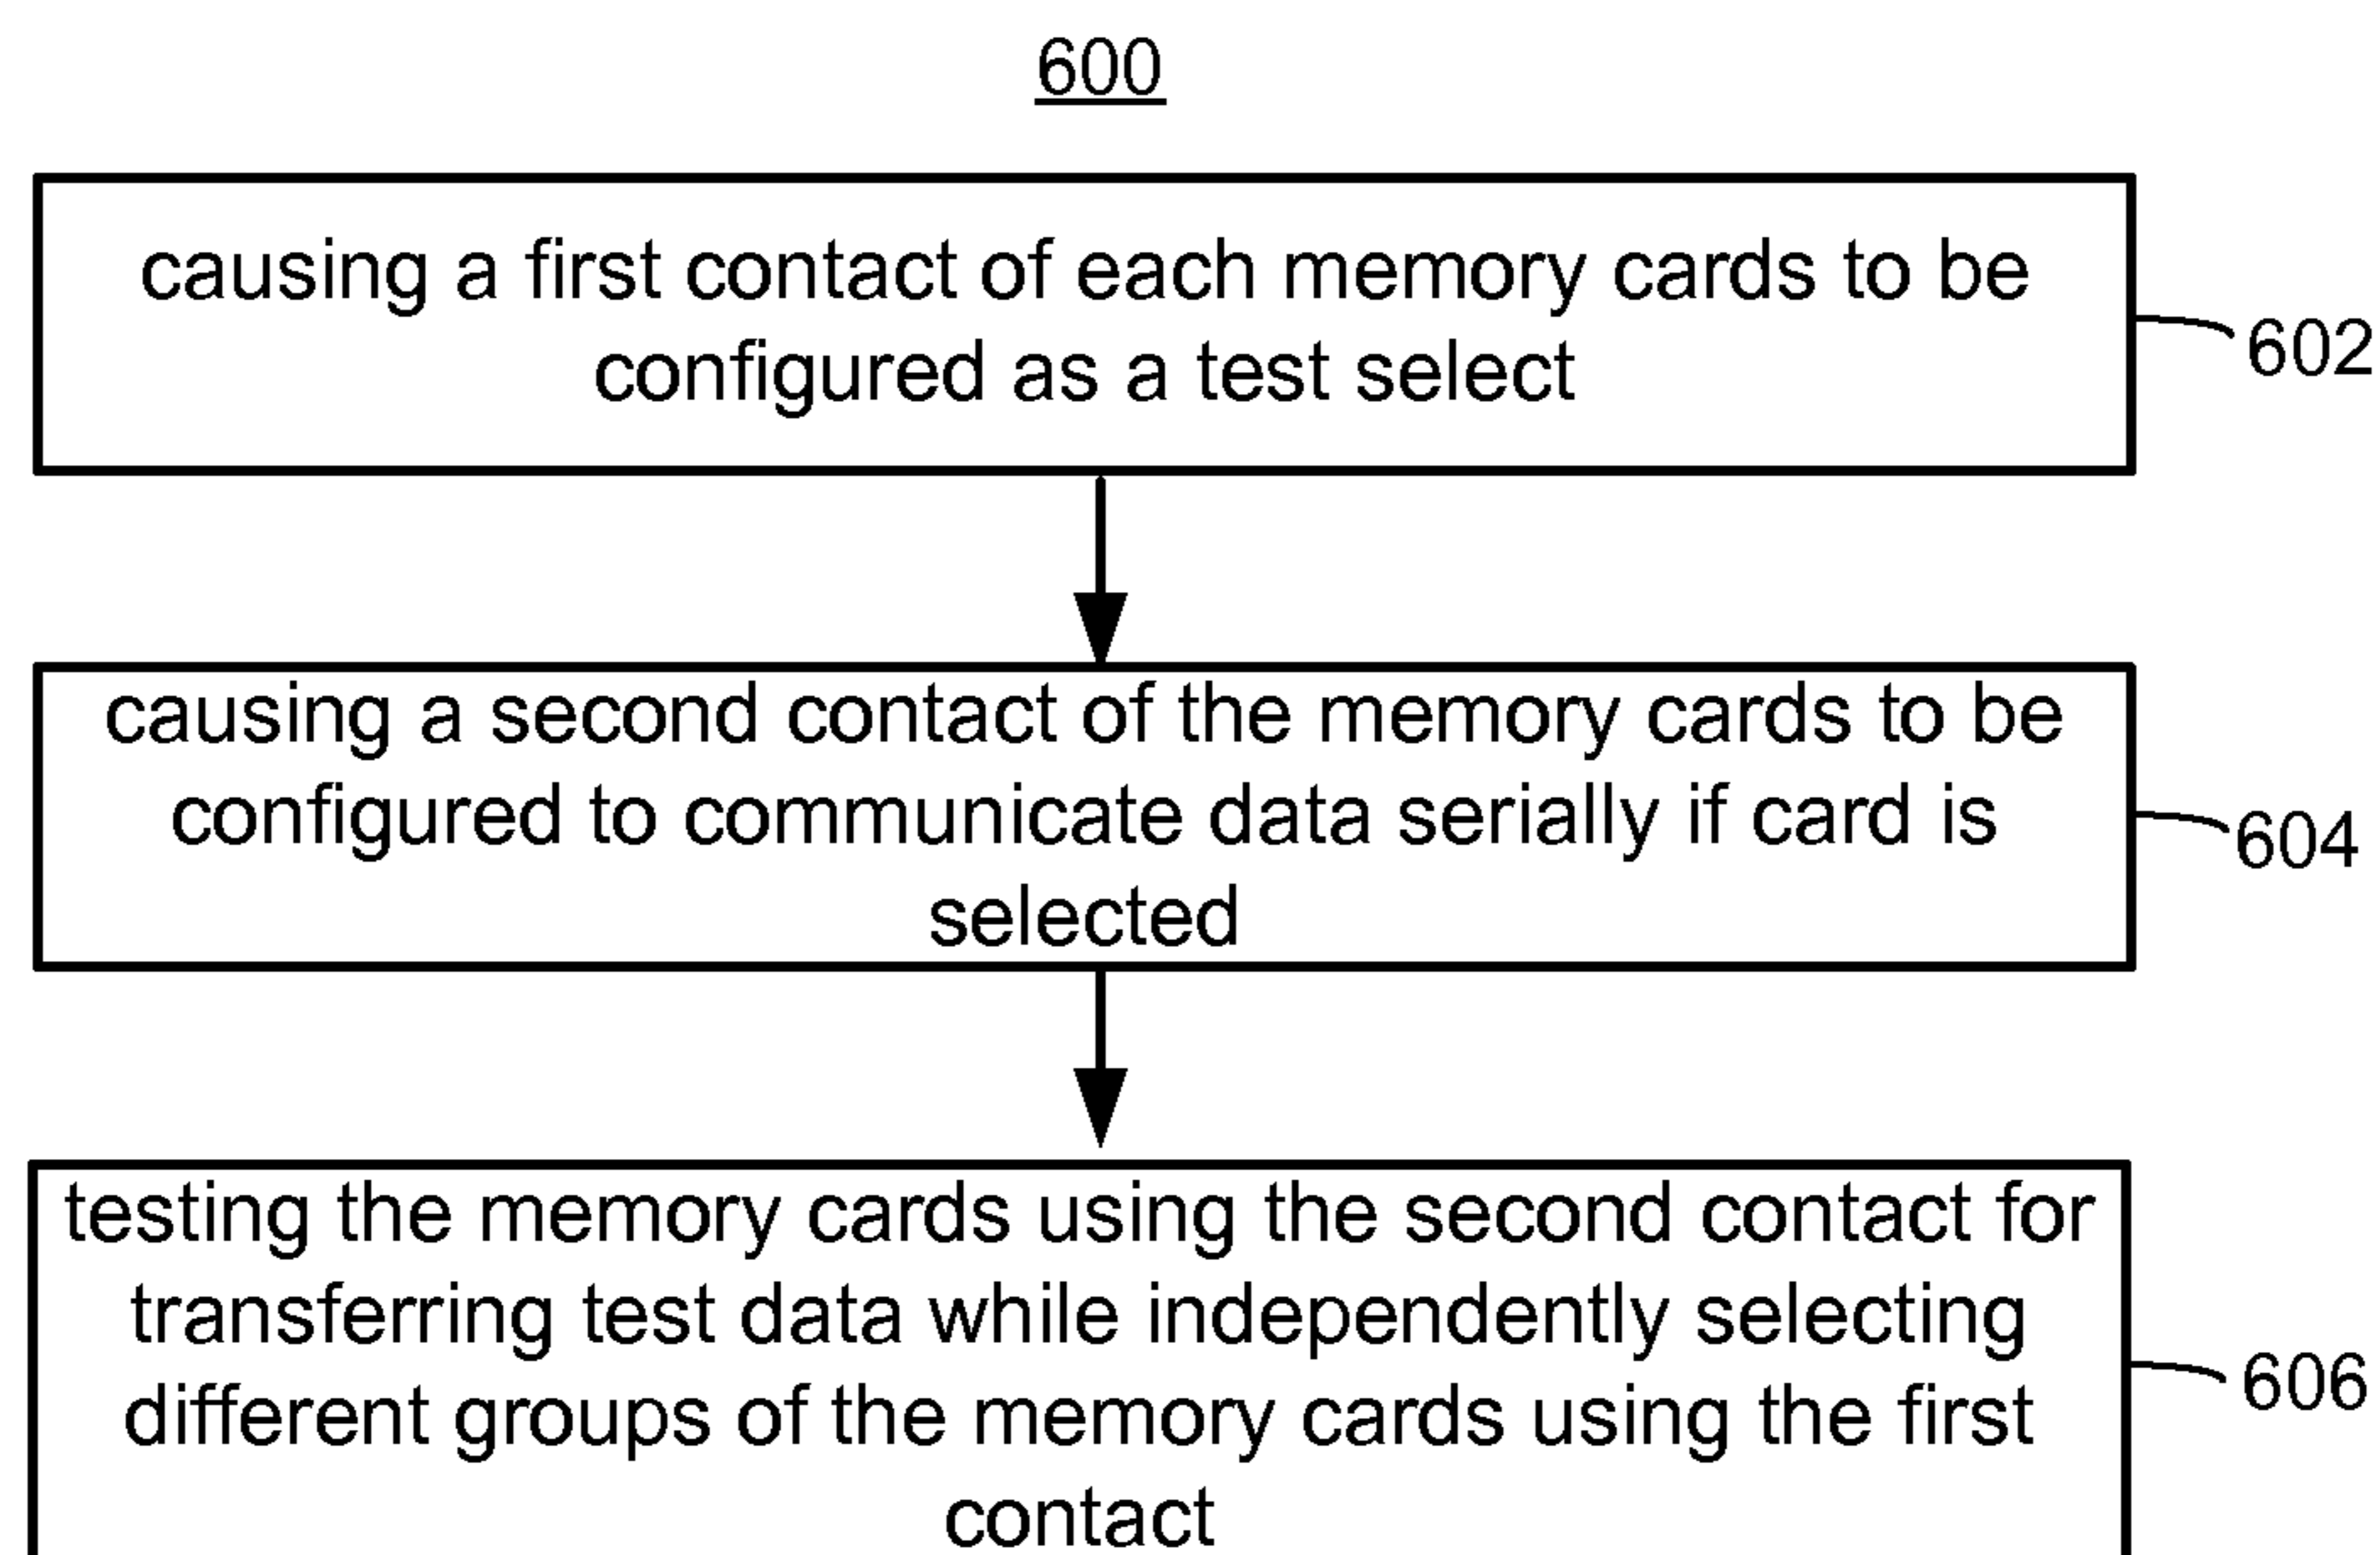 600
causing a first contact of each memory cards to be
configured as a test select
602
causing a second contact of the memory cards to be
configured to communicate data serially if card is
selected
604
testing the memory cards using the second contact for
transferring test data while independently selecting
different groups of the memory cards using the first
contact
606